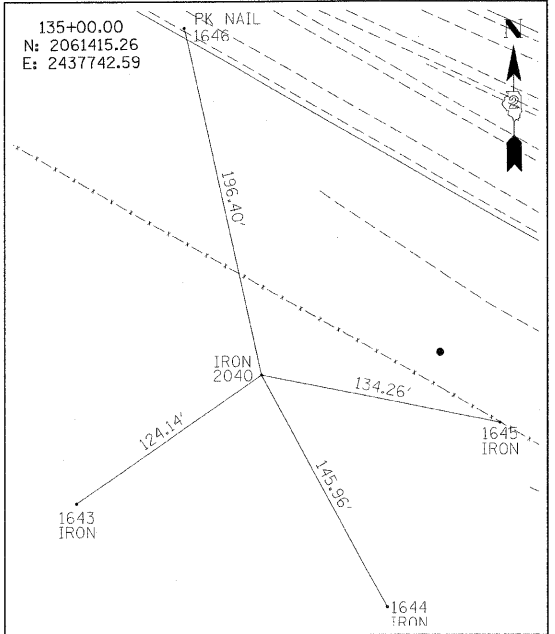 135+00.00
N: 2061415.26
E: 2437742.59
PK NAIL
1646
N
196.40'
IRON
2040
134.26'
124.14'
145.96'
1645
IRON
1643
IRON
1644
IRON